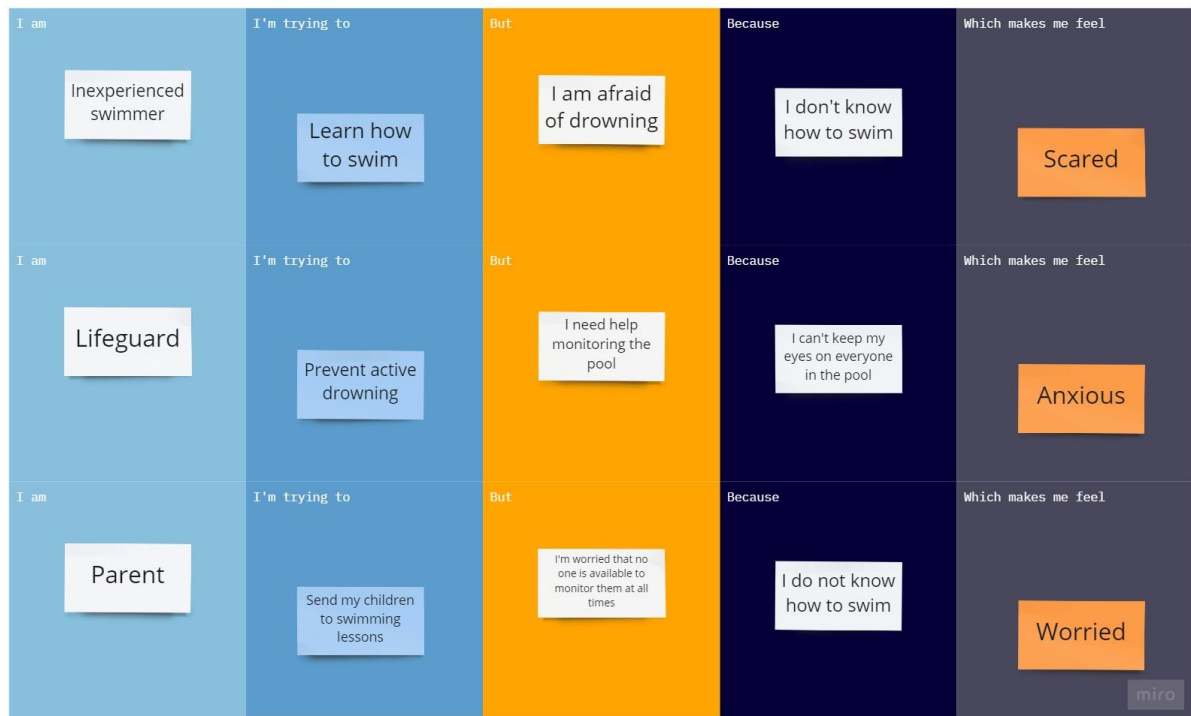 I am
Inexperienced
swimmer
I'm trying to
Learn how
to swim
But
I am afraid
of drowning
Because
I don't know
how to swim
Which makes me feel
Scared
I am
Lifeguard
I'm trying to
Prevent active
drowning
But
I need help
monitoring the
pool
Because
I can't keep my
eyes on everyone
in the pool
Which makes me feel
Anxious
I am
Parent
I'm trying to
Send my children
to swimming
lessons
But
I'm worried that no
one is available to
monitor them at all
times
Because
I do not know
how to swim
Which makes me feel
Worried
miro